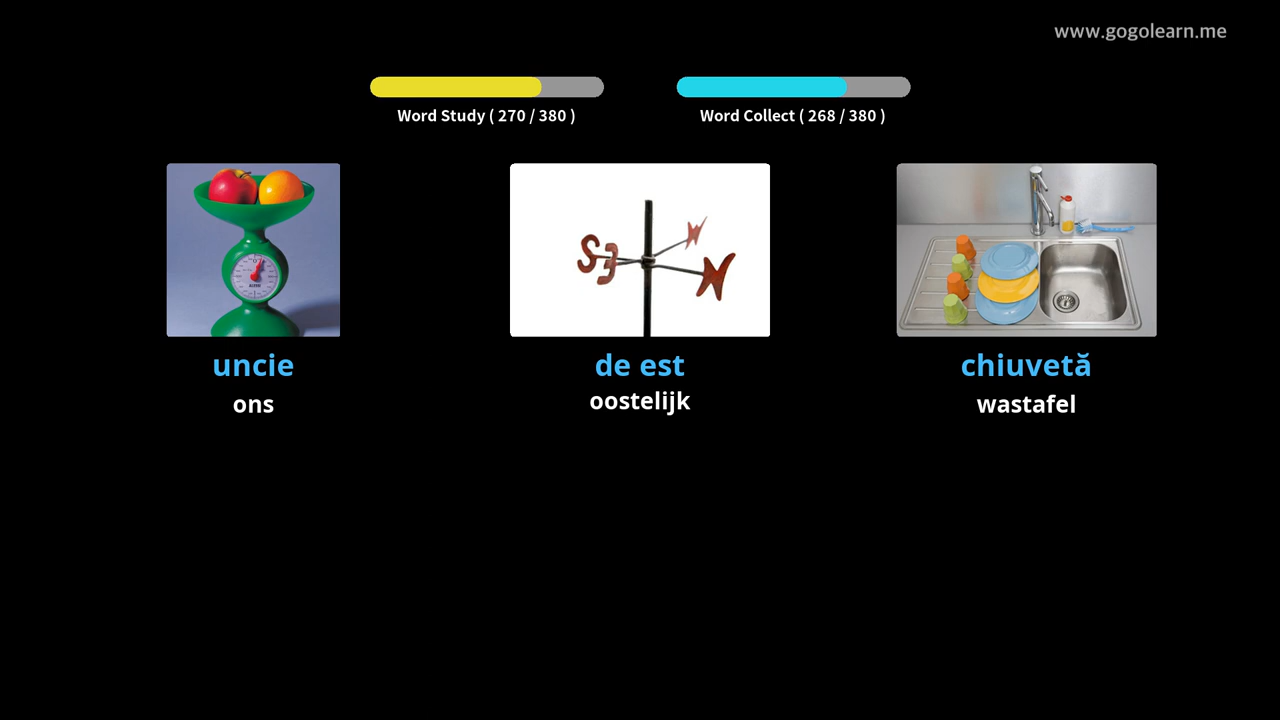 www.gogolearn.me
Word Study ( 270 / 380 )
Word Collect ( 268 / 380 )
S E N W
uncie
de est
chiuvetă
ons
oostelijk
wastafel